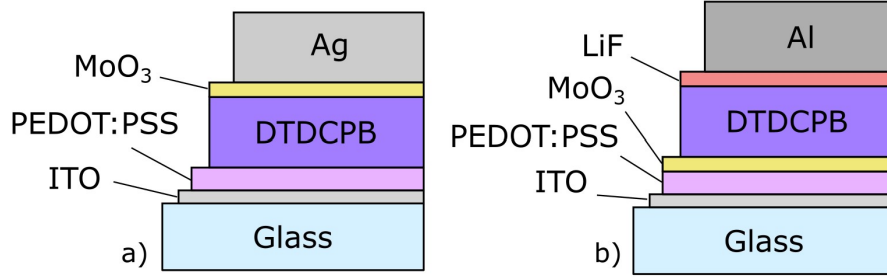 Ag
MoO₃
PEDOT:PSS
DTDCPB
ITO
Glass
a)
Al
LiF
MoO₃
DTDCPB
PEDOT:PSS
ITO
Glass
b)